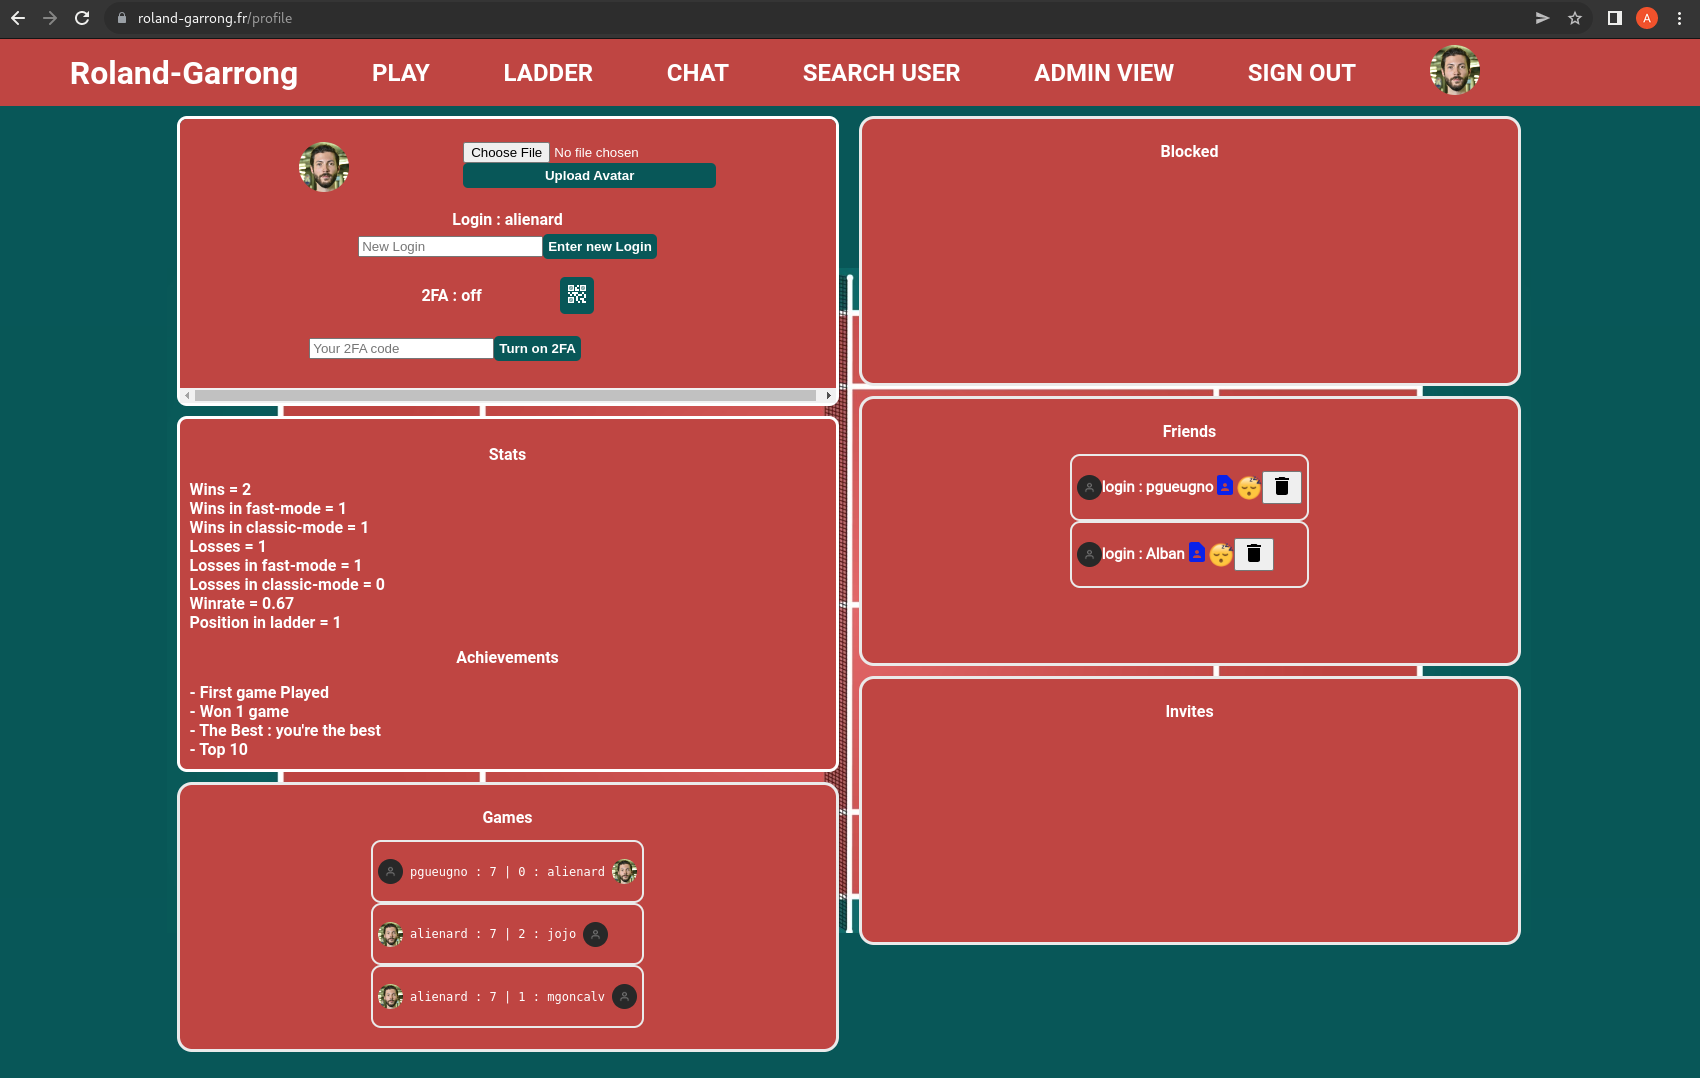 roland-garrong.fr/profile
A
Roland-Garrong
PLAY
LADDER
CHAT
SEARCH USER
ADMIN VIEW
SIGN OUT
Choose File No file chosen
Upload Avatar
Login : alienard
New Login
Enter new Login
2FA : off
Your 2FA code
Turn on 2FA
Stats
Wins = 2
Wins in fast-mode = 1
Wins in classic-mode = 1
Losses = 1
Losses in fast-mode = 1
Losses in classic-mode = 0
Winrate = 0.67
Position in ladder = 1
Achievements
- First game Played
- Won 1 game
- The Best : you're the best
- Top 10
Games
pgueugno : 7 | 0 : alienard
alienard : 7 | 2 : jojo
alienard : 7 | 1 : mgoncalv
Blocked
Friends
login : pgueugno
login : Alban
Invites